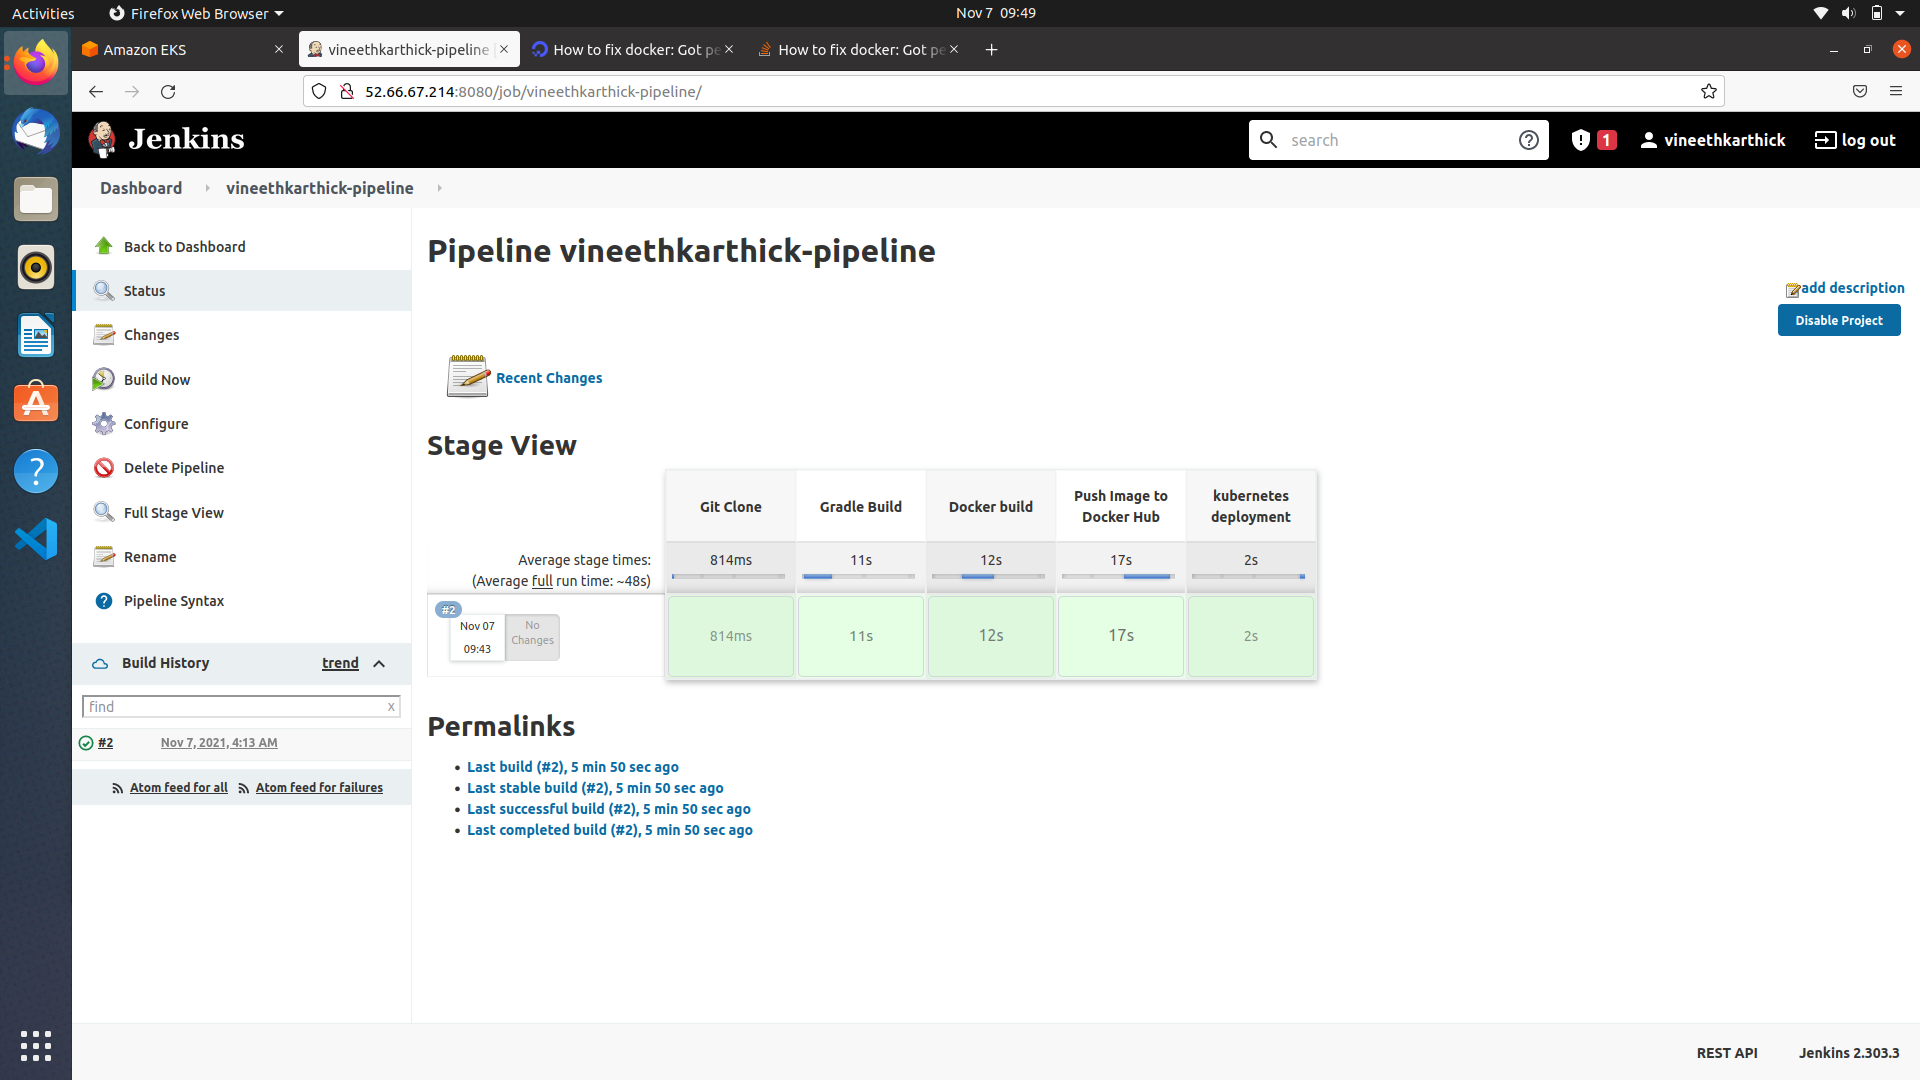 Activities
Firefox Web Browser
Nov 7 09:49
Amazon EKS
vineethkarthick-pipeline
How to fix docker: Got pe
How to fix docker: Got pe
52.66.67.214:8080/job/vineethkarthick-pipeline/
Jenkins
search
1
vineethkarthick
log out
Dashboard
vineethkarthick-pipeline
Back to Dashboard
Status
Changes
Build Now
Configure
Delete Pipeline
Full Stage View
Rename
Pipeline Syntax
Build History
trend
find
x
#2
Nov 7, 2021, 4:13 AM
Atom feed for all
Atom feed for failures
Pipeline vineethkarthick-pipeline
add description
Disable Project
Recent Changes
Stage View
Git Clone
Gradle Build
Docker build
Push Image to
Docker Hub
kubernetes
deployment
Average stage times:
(Average full run time: ~48s)
814ms
11s
12s
17s
2s
#2
Nov 07
09:43
No
Changes
814ms
11s
12s
17s
2s
Permalinks
Last build (#2), 5 min 50 sec ago
Last stable build (#2), 5 min 50 sec ago
Last successful build (#2), 5 min 50 sec ago
Last completed build (#2), 5 min 50 sec ago
REST API
Jenkins 2.303.3